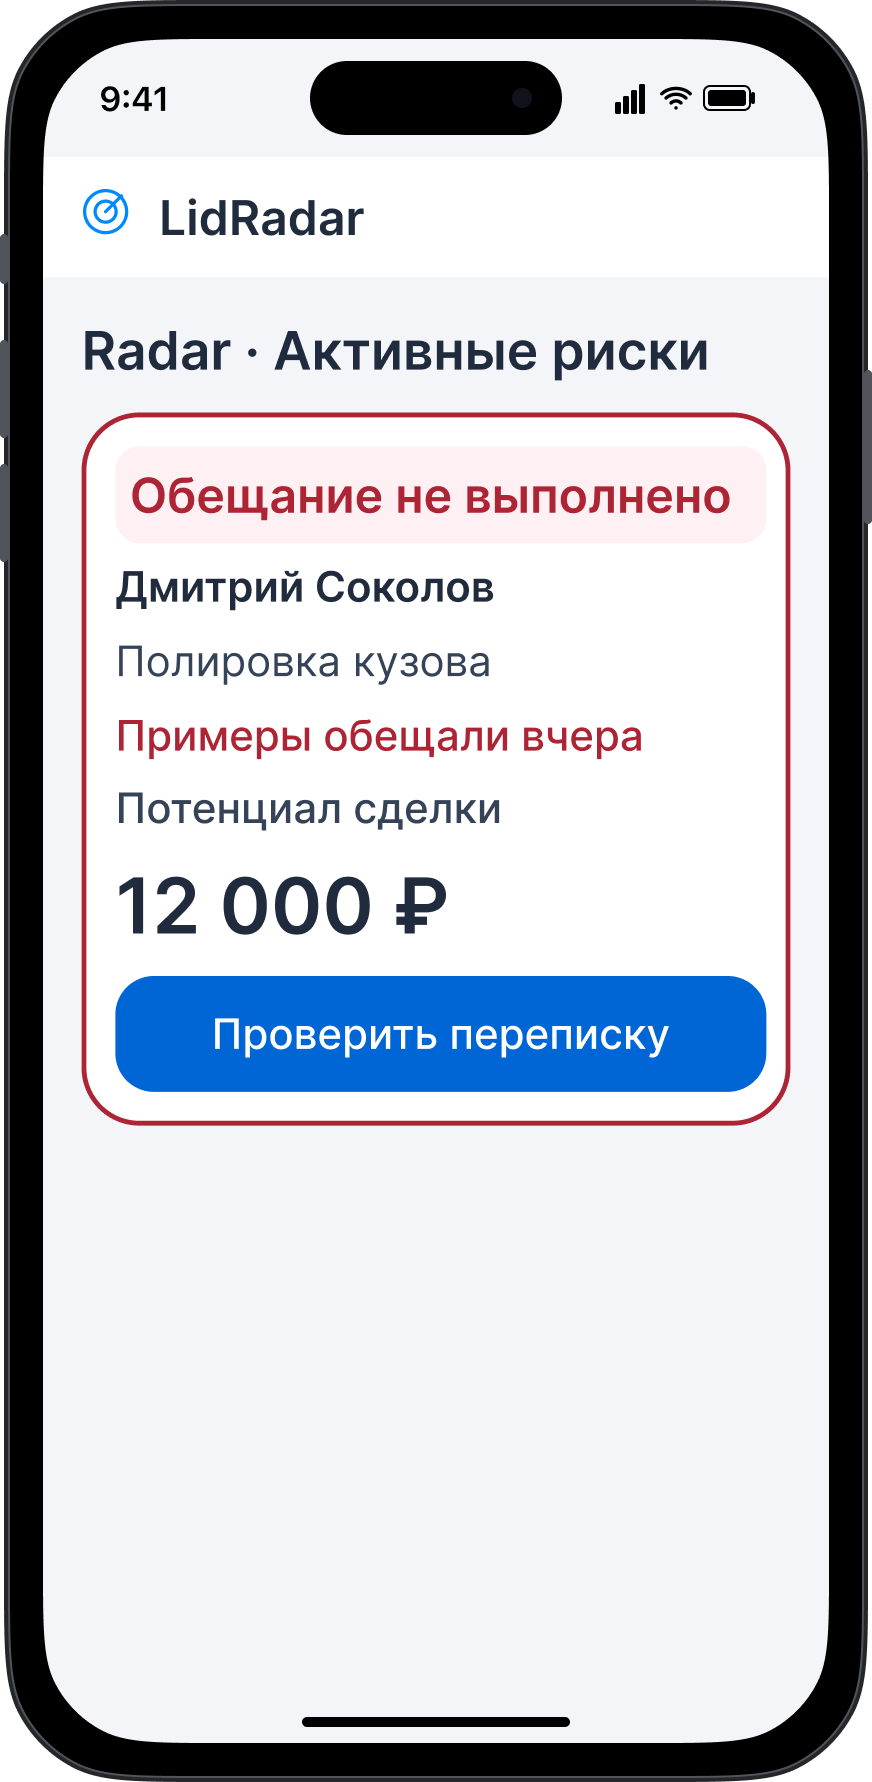 9:41
LidRadar
Radar · Активные риски
Обещание не выполнено
Дмитрий Соколов
Полировка кузова
Примеры обещали вчера
Потенциал сделки
12 000 ₽
Проверить переписку